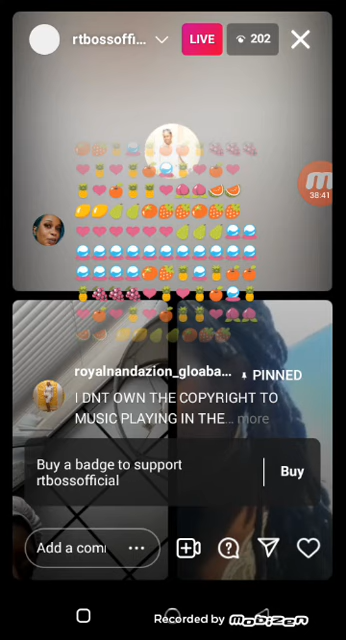 rtbossoffi...
LIVE
202
38:41
royalnandazion_gloaba...
PINNED
I DNT OWN THE COPYRIGHT TO
MUSIC PLAYING IN THE... more
Buy a badge to support
rtbossofficial
Buy
Add a com
Recorded by MOBIZEN